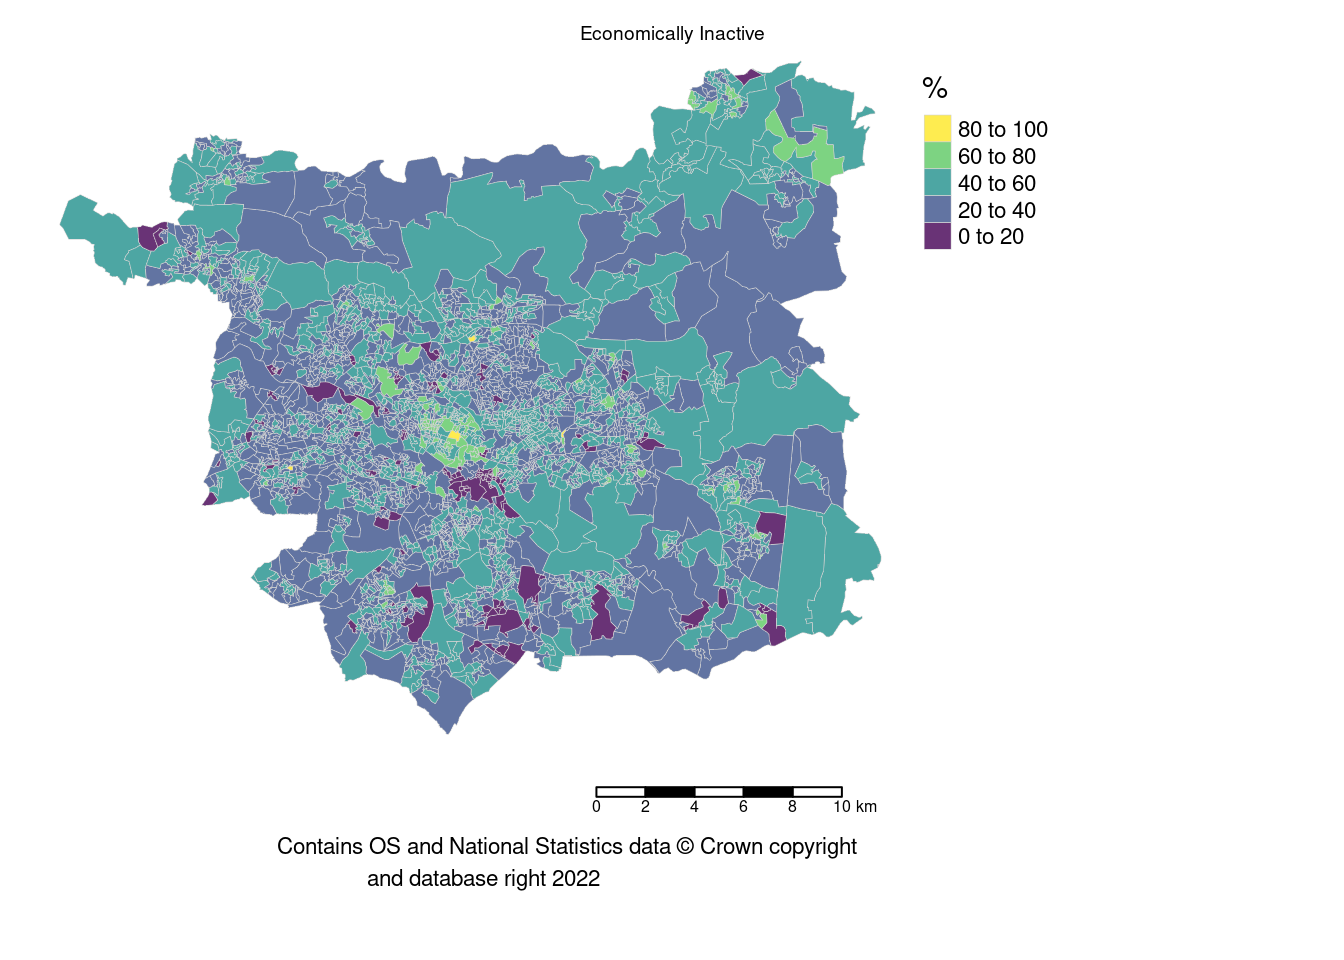 Economically Inactive
%
80 to 100
60 to 80
40 to 60
20 to 40
0 to 20
0 2 4 6 8 10 km
Contains OS and National Statistics data © Crown copyright
and database right 2022